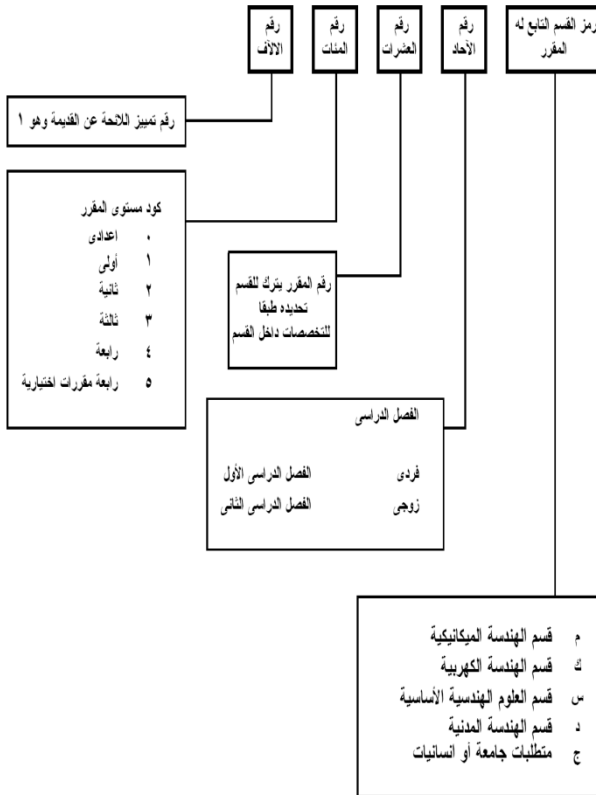 رمز القسم التابع له
المقرر
رقم
الآحاد
رقم
العشرات
رقم
المئات
رقم
الالاف
رقم تمييز اللائحة عن القديمة وهو ١
كود مستوى المقرر
٠ اعدادى
١ أولى
٢ ثانية
٣ ثالثة
٤ رابعة
٥ رابعة مقررات اختيارية
رقم المقرر يترك للقسم
تحديده طبقا
للتخصصات داخل القسم
الفصل الدراسى
فردى الفصل الدراسى الأول
زوجى الفصل الدراسى الثانى
م قسم الهندسة الميكانيكية
ك قسم الهندسة الكهربية
س قسم العلوم الهندسية الأساسية
د قسم الهندسة المدنية
ج متطلبات جامعة أو انسانيات